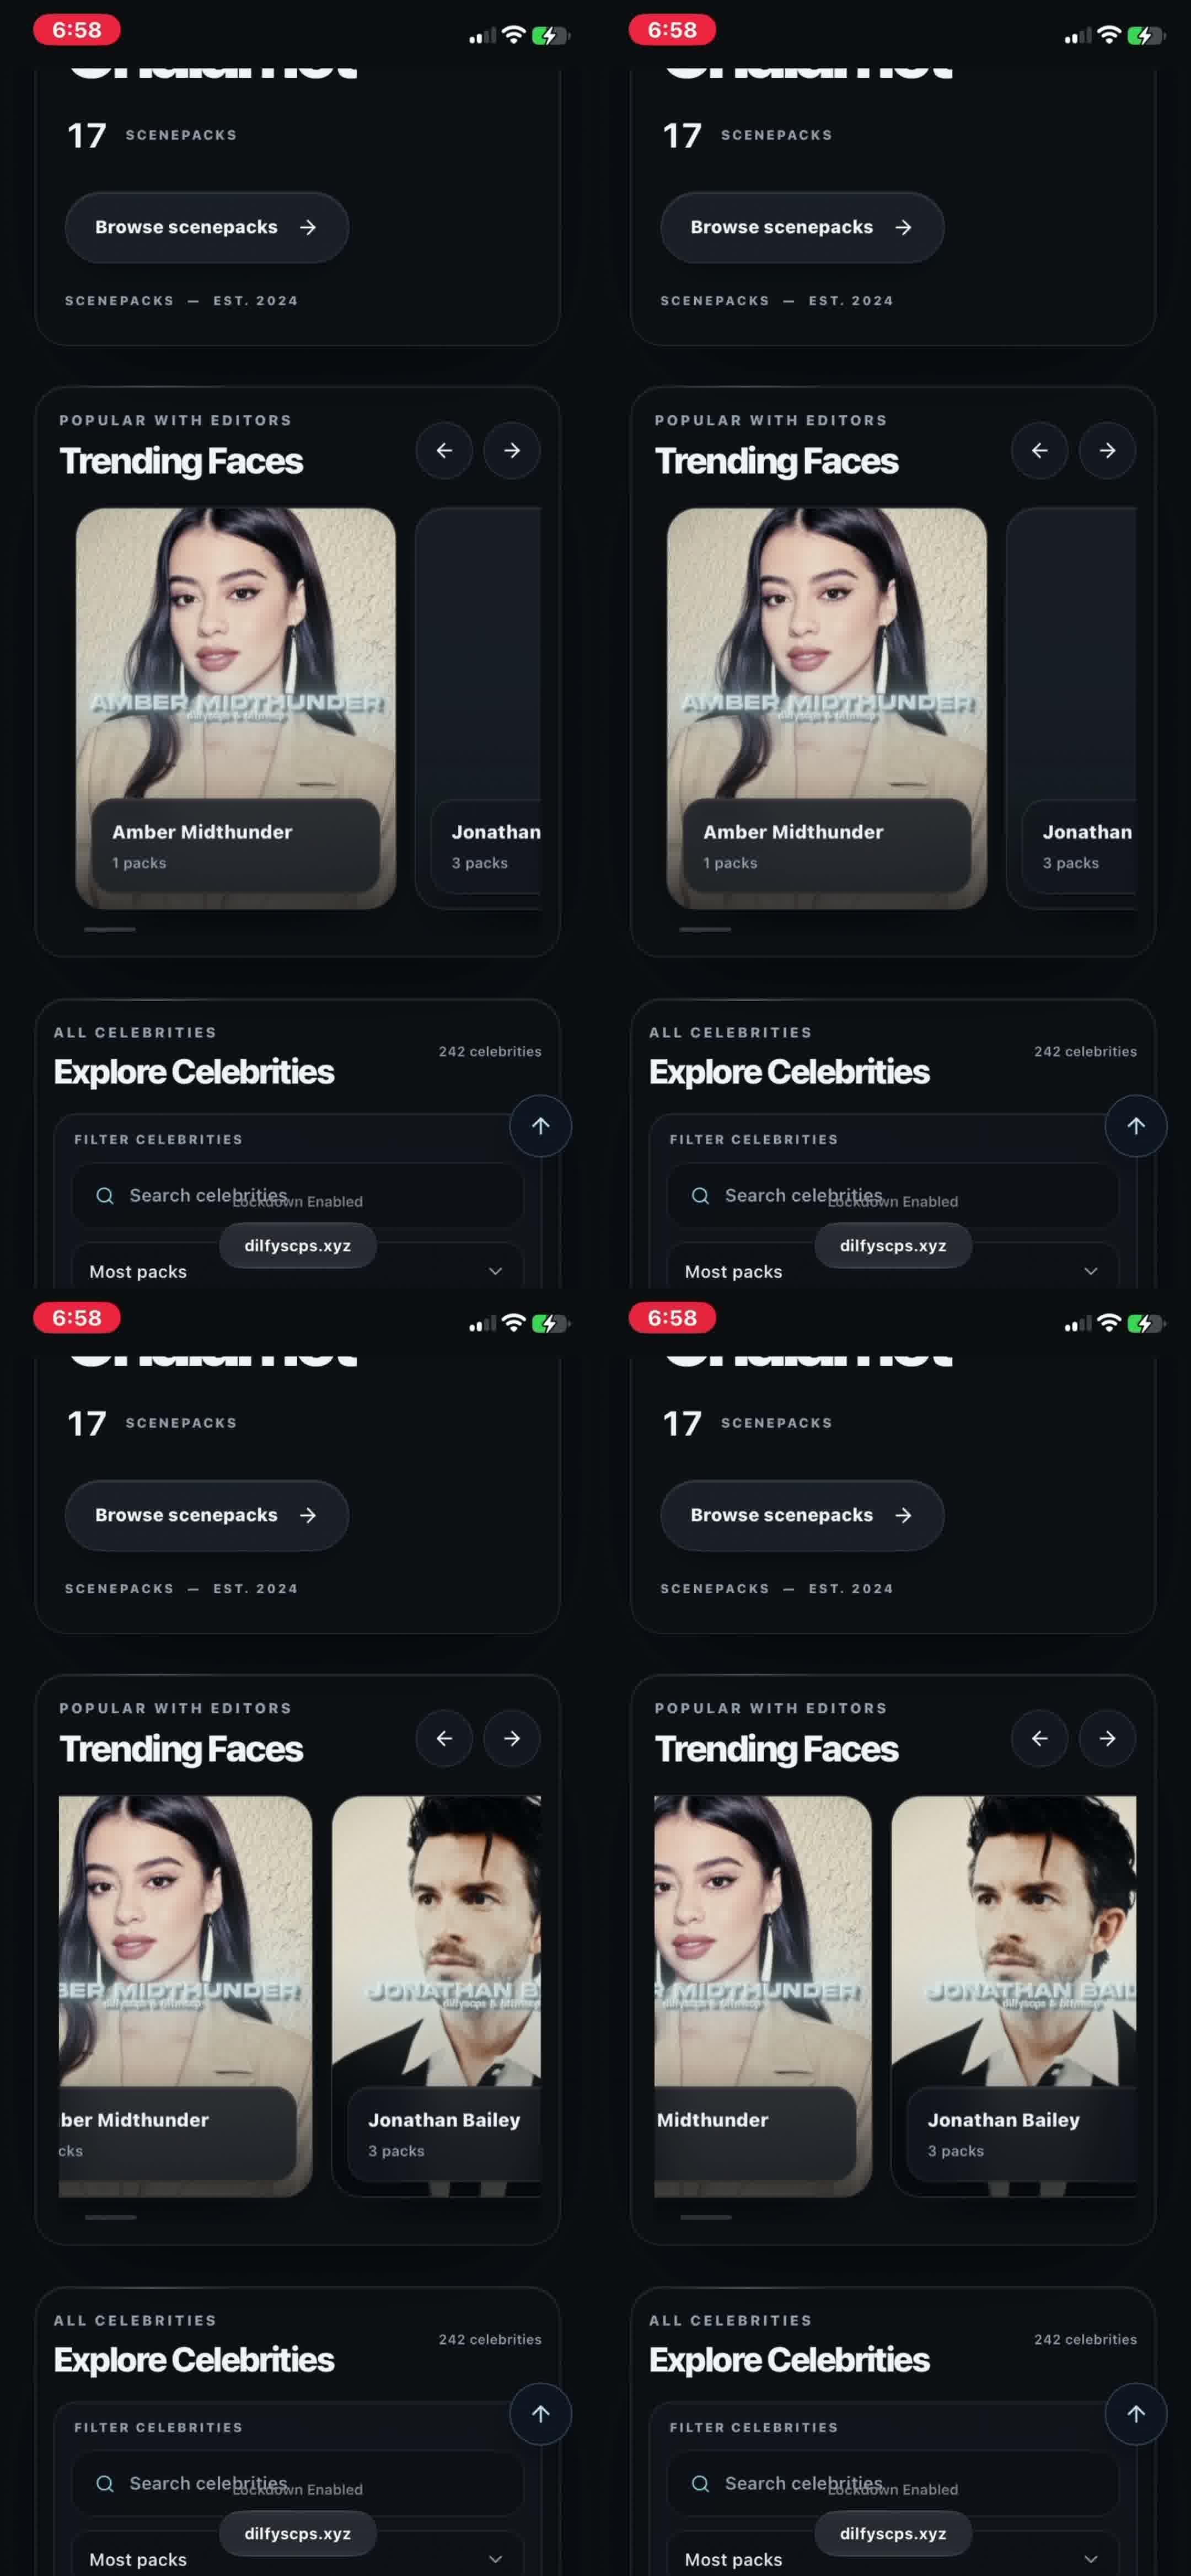 6:58
17 SCENEPACKS
Browse scenepacks →
SCENEPACKS — EST. 2024
POPULAR WITH EDITORS
Trending Faces
AMBER MIDTHUNDER
Amber Midthunder
1 packs
Jonathan
3 packs
ALL CELEBRITIES
242 celebrities
Explore Celebrities
FILTER CELEBRITIES
Search celebrities
Lockdown Enabled
dilfyscps.xyz
Most packs
6:58
17 SCENEPACKS
Browse scenepacks →
SCENEPACKS — EST. 2024
POPULAR WITH EDITORS
Trending Faces
AMBER MIDTHUNDER
Amber Midthunder
1 packs
Jonathan
3 packs
ALL CELEBRITIES
242 celebrities
Explore Celebrities
FILTER CELEBRITIES
Search celebrities
Lockdown Enabled
dilfyscps.xyz
Most packs
6:58
17 SCENEPACKS
Browse scenepacks →
SCENEPACKS — EST. 2024
POPULAR WITH EDITORS
Trending Faces
BER MIDTHUNDER
JONATHAN B
ber Midthunder
cks
Jonathan Bailey
3 packs
ALL CELEBRITIES
242 celebrities
Explore Celebrities
FILTER CELEBRITIES
Search celebrities
Lockdown Enabled
dilfyscps.xyz
Most packs
6:58
17 SCENEPACKS
Browse scenepacks →
SCENEPACKS — EST. 2024
POPULAR WITH EDITORS
Trending Faces
R MIDTHUNDER
JONATHAN BAIL
Midthunder
Jonathan Bailey
3 packs
ALL CELEBRITIES
242 celebrities
Explore Celebrities
FILTER CELEBRITIES
Search celebrities
Lockdown Enabled
dilfyscps.xyz
Most packs